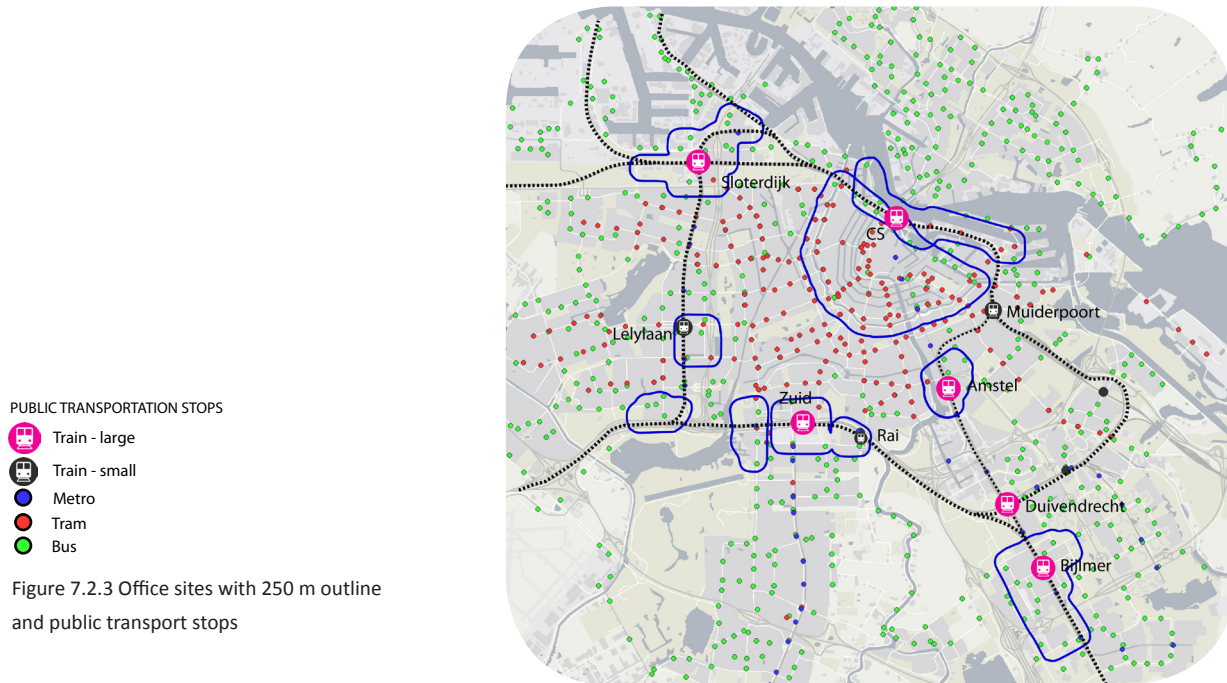 PUBLIC TRANSPORTATION STOPS
Train - large
Train - small
Metro
Tram
Bus
Figure 7.2.3 Office sites with 250 m outline
and public transport stops
Sloterdijk
CS
Muiderpoort
Lelylaan
Amstel
Zuid
Rai
Duivendrecht
Bijlmer